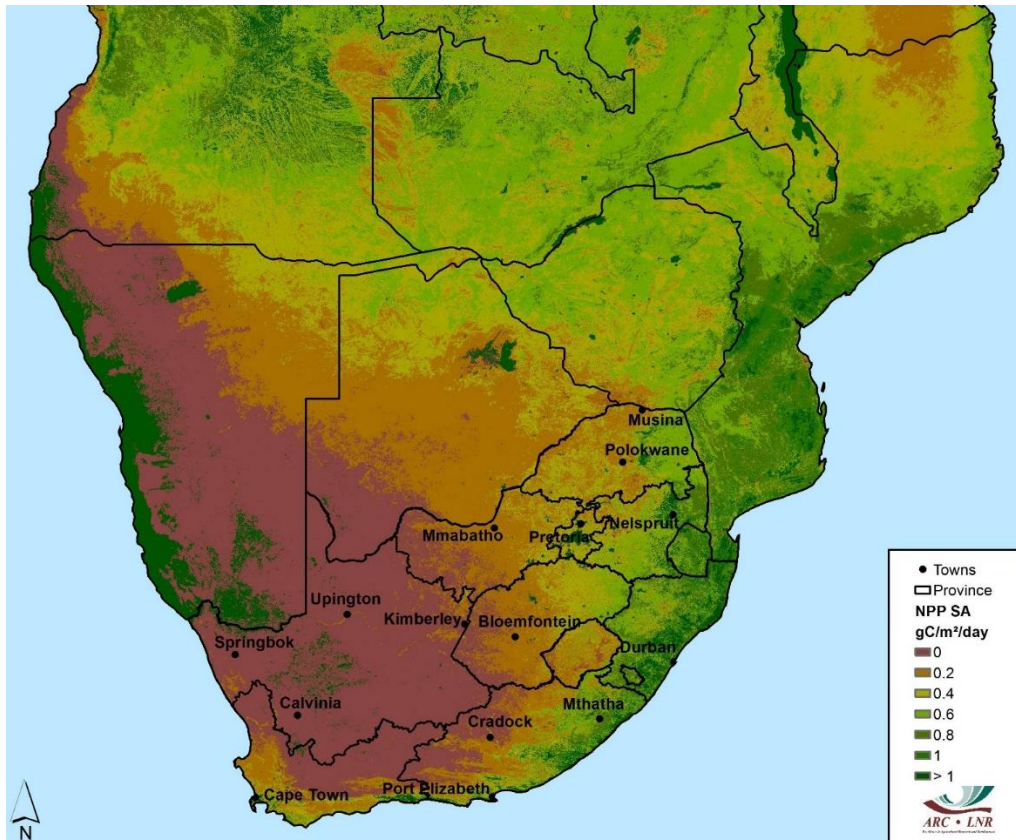 Musina
Polokwane
Nelspruit
Pretoria
Mmabatho
Upington
Kimberley
Bloemfontein
Springbok
Durban
Calvinia
Cradock
Mthatha
Cape Town
Port Elizabeth
N
Towns
Province
NPP SA
gC/m²/day
0
0.2
0.4
0.6
0.8
1
> 1
ARC • LNR